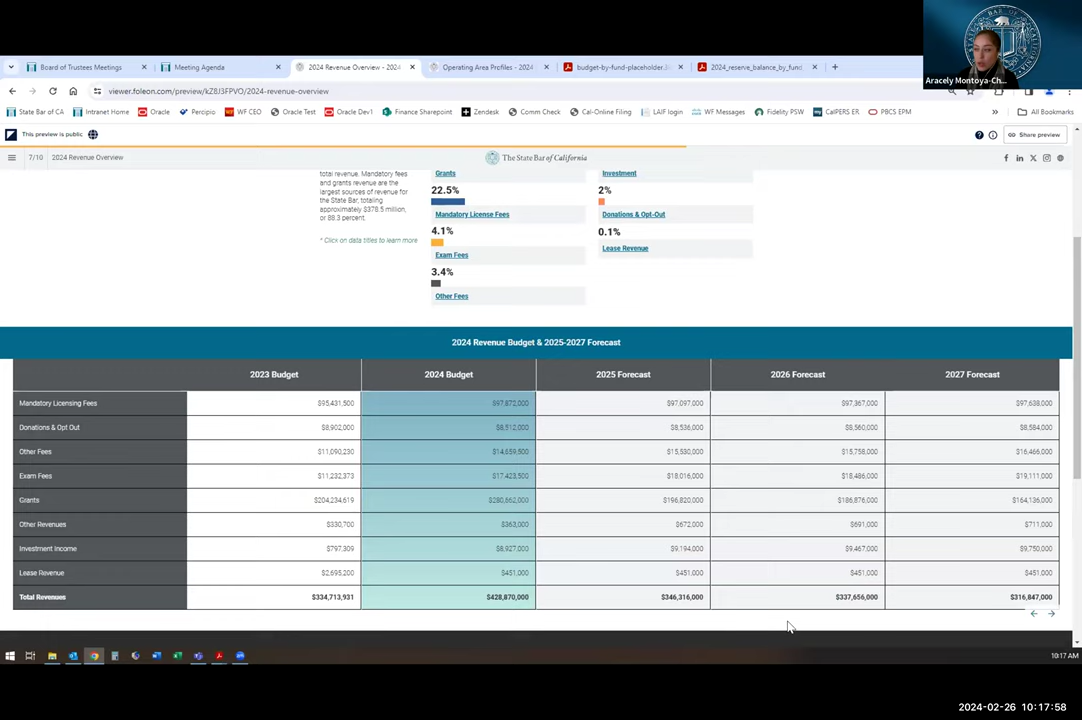 Aracely Montoya-Ch...
Board of Trustees Meetings
Meeting Agenda
2024 Revenue Overview - 2024
Operating Area Profiles - 2024
budget-by-fund-placeholder.
2024_reserve_balance_by_fund
viewer.foleon.com/preview/kZ8J3FPVO/2024-revenue-overview
State Bar of CA Intranet Home Oracle Percipio WF CEO Oracle Test Oracle Dev1 Finance Sharepoint Zendesk Comm Check Cal-Online Filing LAIF login WF Messages Fidelity PSW CalPERS ER PBCS EPM All Bookmarks
This preview is public
Share preview
7/10 2024 Revenue Overview
The State Bar of California
total revenue. Mandatory fees
and grants revenue are the
largest sources of revenue for
the State Bar, totaling
approximately $378.5 million,
or 88.3 percent.
* Click on data titles to learn more
Grants
22.5%
Mandatory License Fees
4.1%
Exam Fees
3.4%
Other Fees
Investment
2%
Donations & Opt-Out
0.1%
Lease Revenue
2024 Revenue Budget & 2025-2027 Forecast
2023 Budget 2024 Budget 2025 Forecast 2026 Forecast 2027 Forecast
Mandatory Licensing Fees $95,431,500 $97,872,000 $97,097,000 $97,367,000 $97,638,000
Donations & Opt Out $8,902,000 $8,512,000 $8,536,000 $8,560,000 $8,584,000
Other Fees $11,090,230 $14,659,500 $15,530,000 $15,758,000 $16,466,000
Exam Fees $11,232,373 $17,423,500 $18,016,000 $18,486,000 $19,111,000
Grants $204,234,619 $280,662,000 $196,820,000 $186,876,000 $164,136,000
Other Revenues $330,700 $363,000 $672,000 $691,000 $711,000
Investment Income $797,309 $8,927,000 $9,194,000 $9,467,000 $9,750,000
Lease Revenue $2,695,200 $451,000 $451,000 $451,000 $451,000
Total Revenues $334,713,931 $428,870,000 $346,316,000 $337,656,000 $316,847,000
10:17 AM
2024-02-26 10:17:58